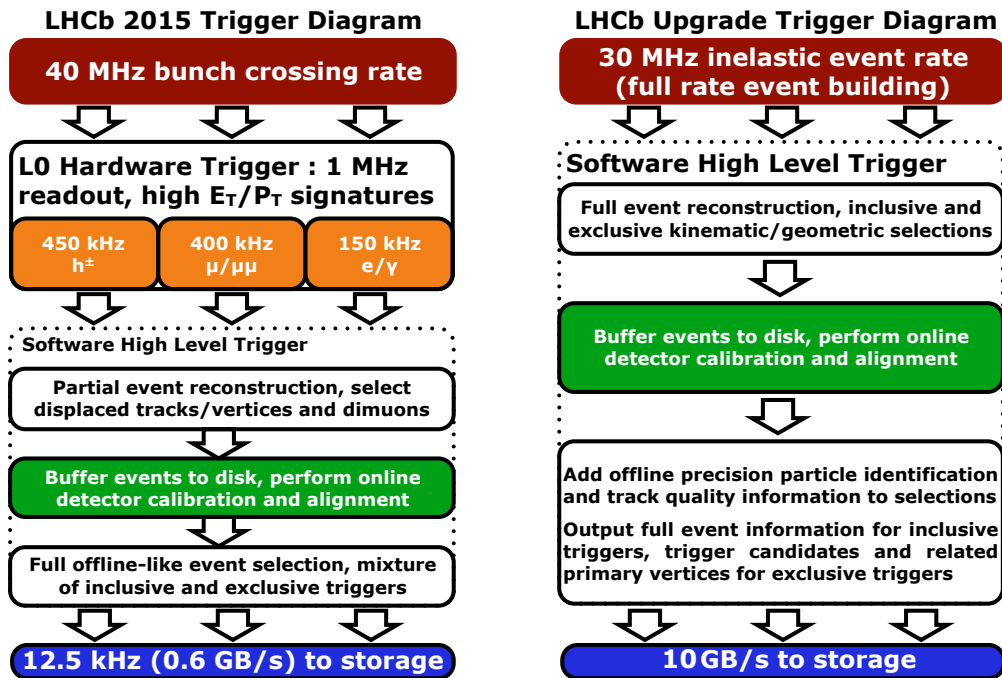 LHCb 2015 Trigger Diagram
40 MHz bunch crossing rate
L0 Hardware Trigger : 1 MHz
readout, high E_T/P_T signatures
450 kHz
h±
400 kHz
µ/µµ
150 kHz
e/γ
Software High Level Trigger
Partial event reconstruction, select
displaced tracks/vertices and dimuons
Buffer events to disk, perform online
detector calibration and alignment
Full offline-like event selection, mixture
of inclusive and exclusive triggers
12.5 kHz (0.6 GB/s) to storage
LHCb Upgrade Trigger Diagram
30 MHz inelastic event rate
(full rate event building)
Software High Level Trigger
Full event reconstruction, inclusive and
exclusive kinematic/geometric selections
Buffer events to disk, perform online
detector calibration and alignment
Add offline precision particle identification
and track quality information to selections
Output full event information for inclusive
triggers, trigger candidates and related
primary vertices for exclusive triggers
10 GB/s to storage